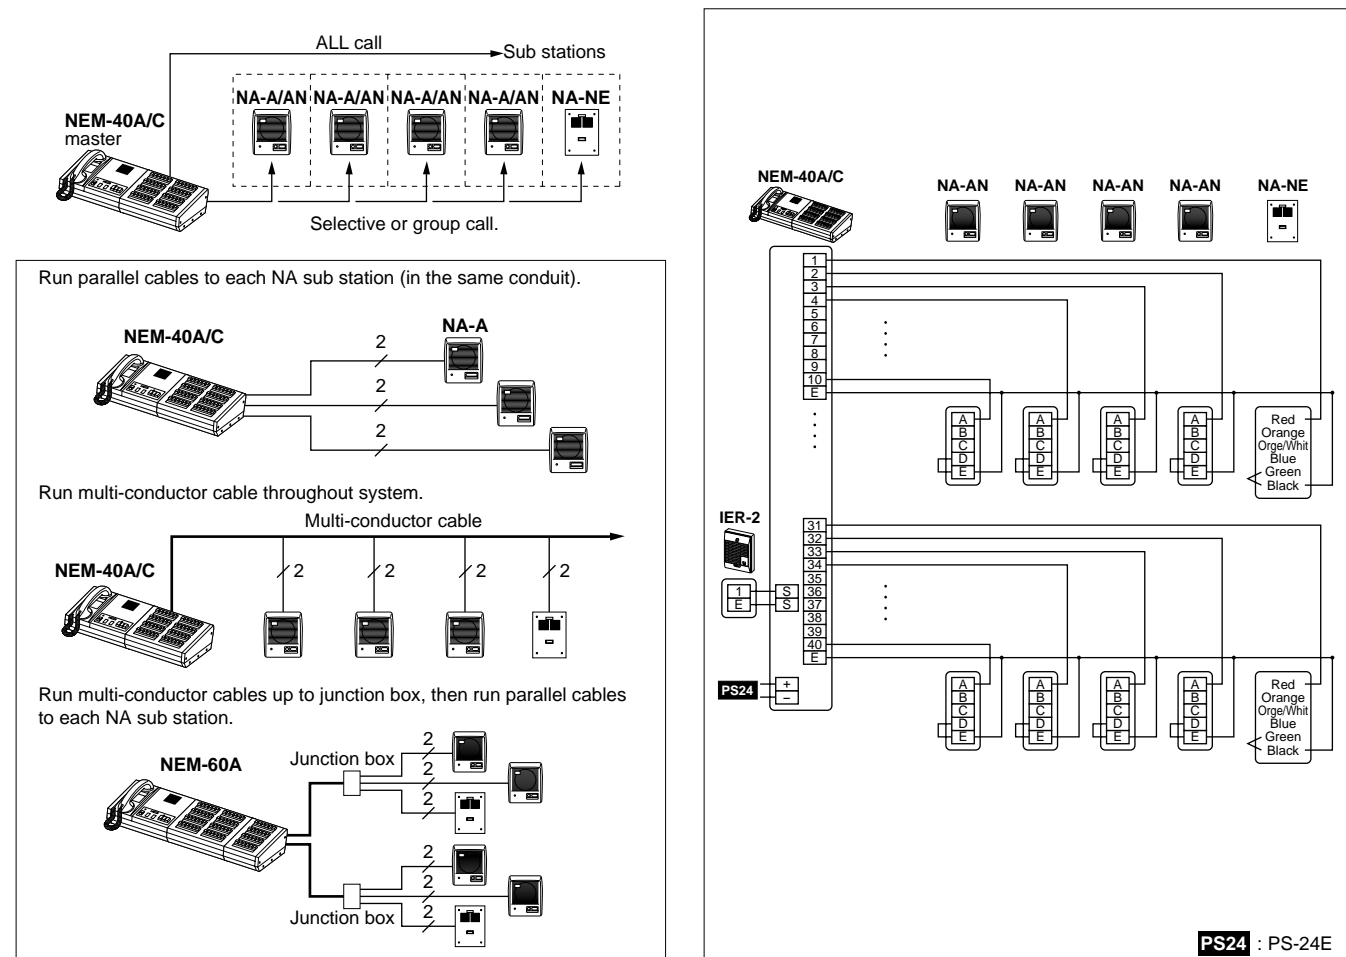 ALL call
Sub stations
NA-A/AN NA-A/AN NA-A/AN NA-A/AN NA-NE
NEM-40A/C
master
Selective or group call.
Run parallel cables to each NA sub station (in the same conduit).
NEM-40A/C
NA-A
2
2
2
Run multi-conductor cable throughout system.
Multi-conductor cable
NEM-40A/C
2 2 2 2
Run multi-conductor cables up to junction box, then run parallel cables
to each NA sub station.
NEM-60A
Junction box
2
2
2
2
2
2
Junction box
NEM-40A/C
NA-AN NA-AN NA-AN NA-AN NA-NE
1
2
3
4
5
6
7
8
9
10
E
A A A A Red
B B B B Orange
C C C C Orge/Whit
D D D D Blue
E E E E Green
Black
IER-2
1 S
E S
31
32
33
34
35
36
37
38
39
40
E
PS24 +
–
A A A A Red
B B B B Orange
C C C C Orge/Whit
D D D D Blue
E E E E Green
Black
PS24 : PS-24E